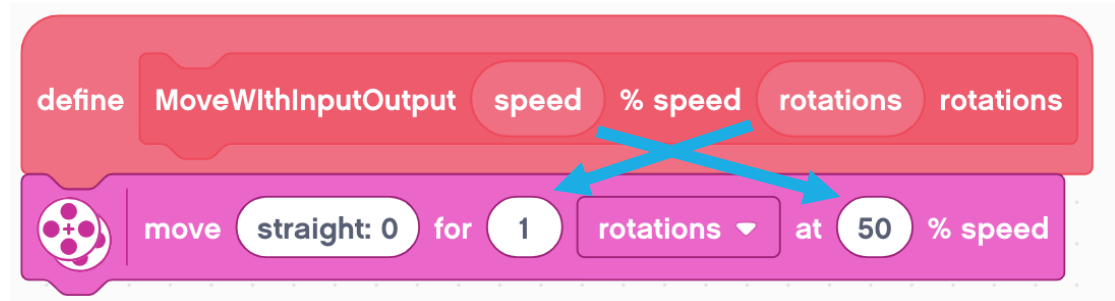 define MoveWIthInputOutput speed % speed rotations rotations
move straight: 0 for 1 rotations at 50 % speed